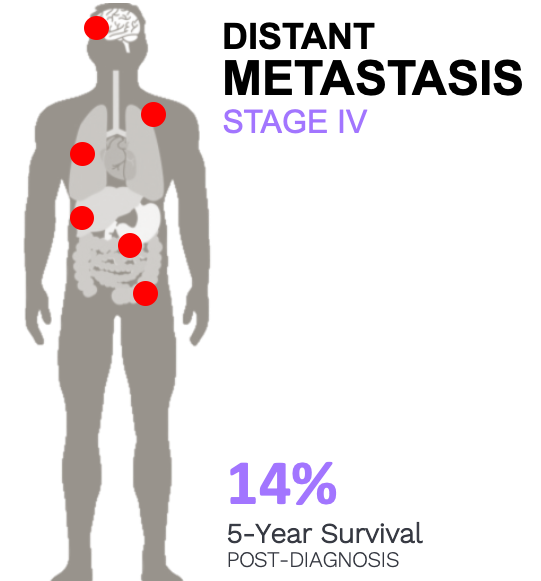 DISTANT
METASTASIS
STAGE IV
14%
5-Year Survival
POST-DIAGNOSIS